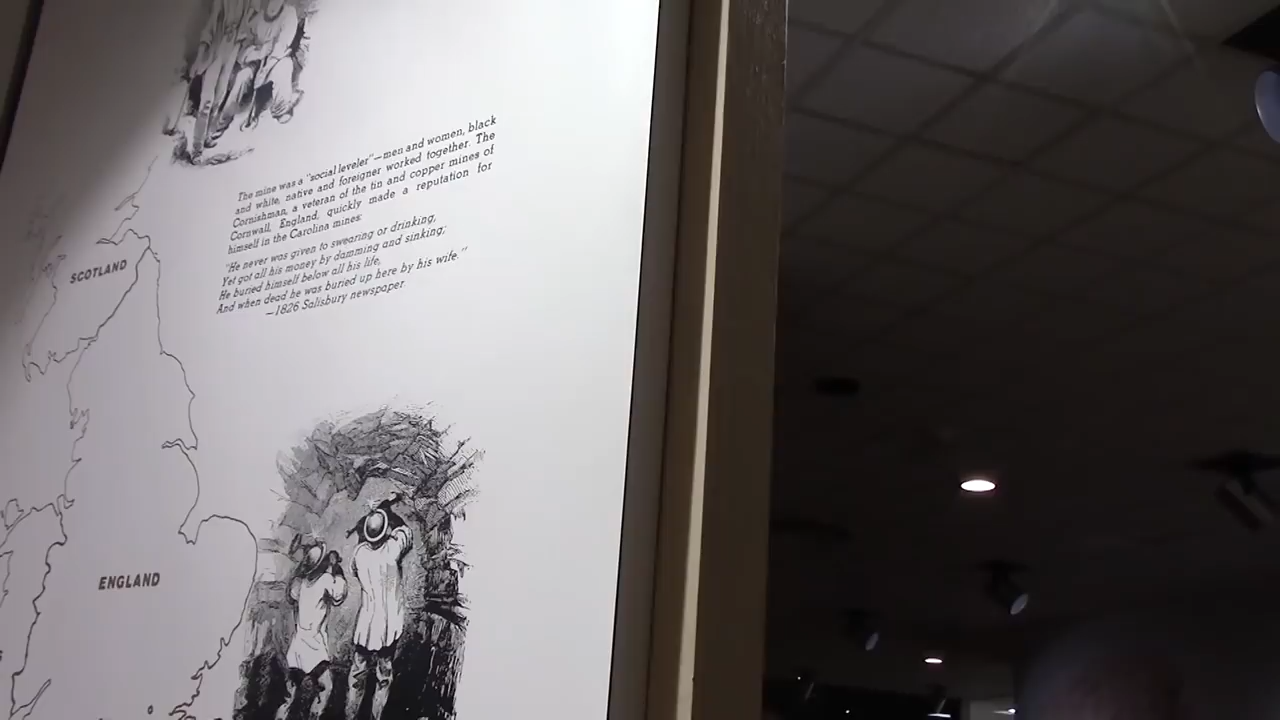 The mine was a "social leveler"—men and women, black
and white, native and foreigner worked together. The
Cornishman, a veteran of the tin and copper mines of
Cornwall, England, quickly made a reputation for
himself in the Carolina mines:
"He never was given to swearing or drinking,
Yet got all his money by damming and sinking;
He buried himself below all his life,
And when dead he was buried up here by his wife."
—1826 Salisbury newspaper.
SCOTLAND
ENGLAND